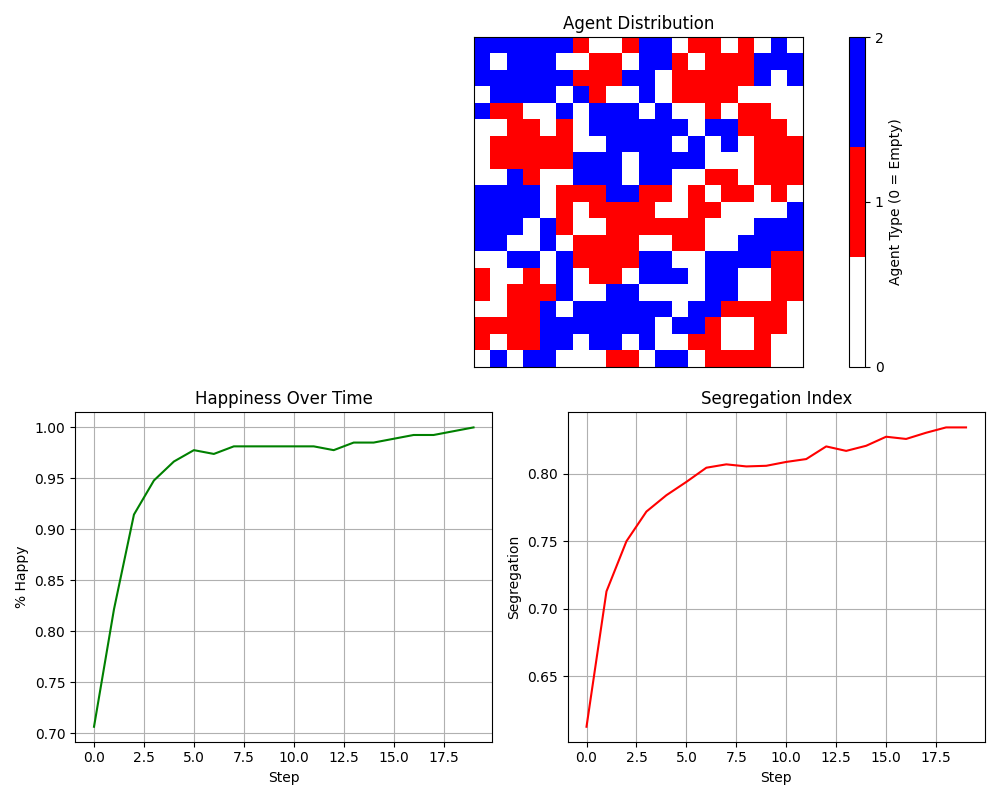 Agent Distribution
2
1
0
Agent Type (0 = Empty)
Happiness Over Time
1.00
0.95
0.90
0.85
0.80
0.75
0.70
% Happy
0.0 2.5 5.0 7.5 10.0 12.5 15.0 17.5
Step
Segregation Index
0.80
0.75
0.70
0.65
Segregation
0.0 2.5 5.0 7.5 10.0 12.5 15.0 17.5
Step